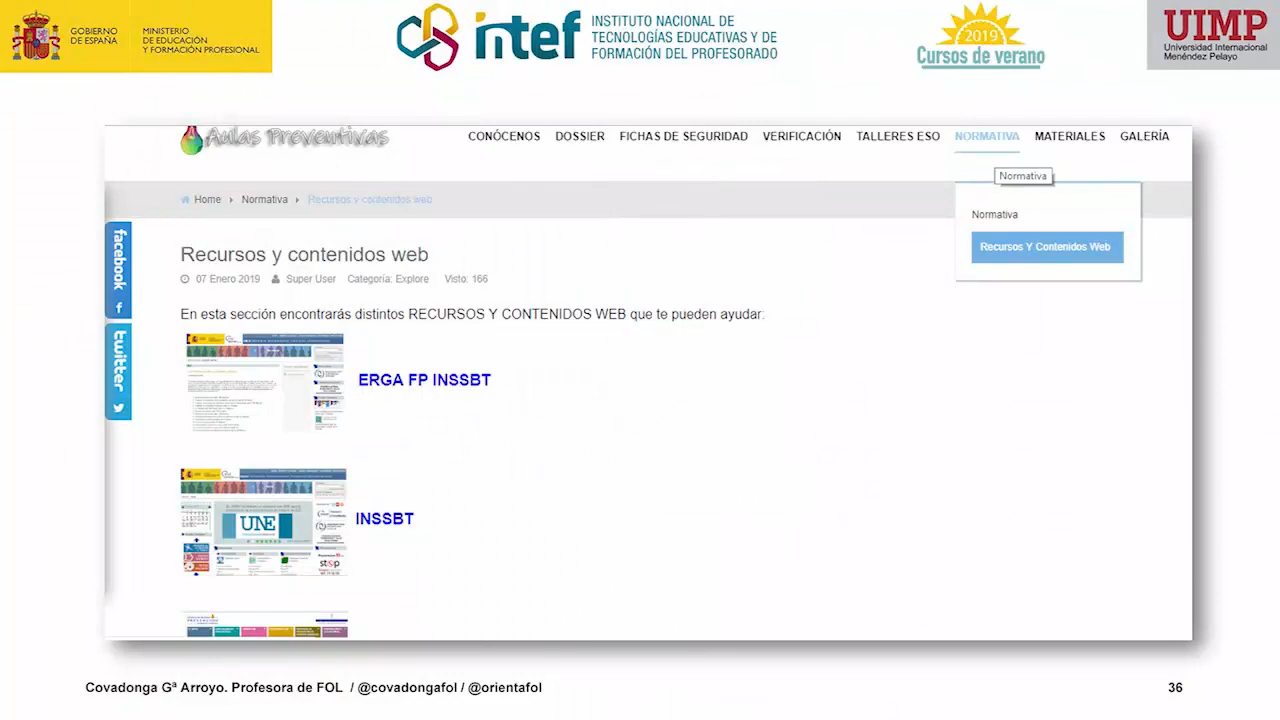 GOBIERNO
DE ESPAÑA
MINISTERIO
DE EDUCACIÓN
Y FORMACIÓN PROFESIONAL
intef
INSTITUTO NACIONAL DE
TECNOLOGÍAS EDUCATIVAS Y DE
FORMACIÓN DEL PROFESORADO
2019
Cursos de verano
UIMP
Universidad Internacional
Menéndez Pelayo
Aulas Preventivas
CONÓCENOS DOSSIER FICHAS DE SEGURIDAD VERIFICACIÓN TALLERES ESO NORMATIVA MATERIALES GALERÍA
Normativa
Home Normativa Recursos y contenidos web
Normativa
Recursos Y Contenidos Web
facebook
twitter
Recursos y contenidos web
07 Enero 2019 Super User Categoría: Explore Visto: 166
En esta sección encontrarás distintos RECURSOS Y CONTENIDOS WEB que te pueden ayudar:
ERGA FP INSSBT
UNE
stop
INSSBT
Covadonga Gª Arroyo. Profesora de FOL / @covadongafol / @orientafol
36